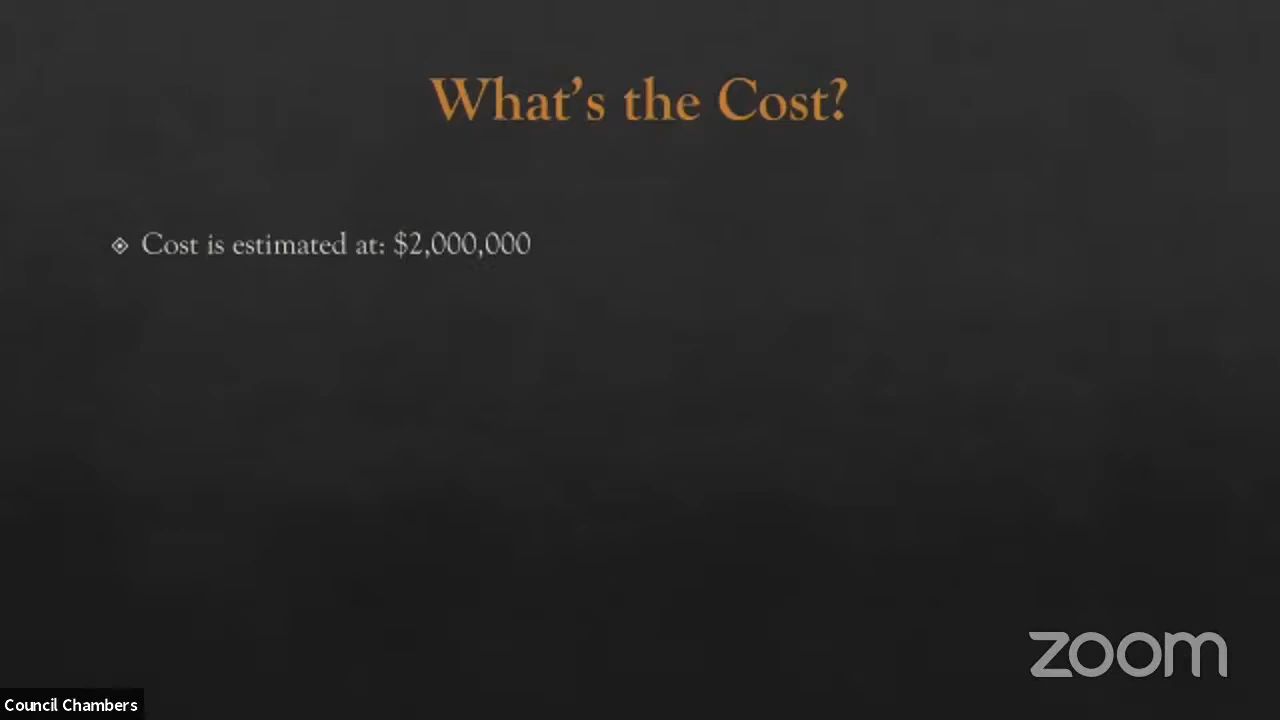 What's the Cost?
Cost is estimated at: $2,000,000
zoom
Council Chambers